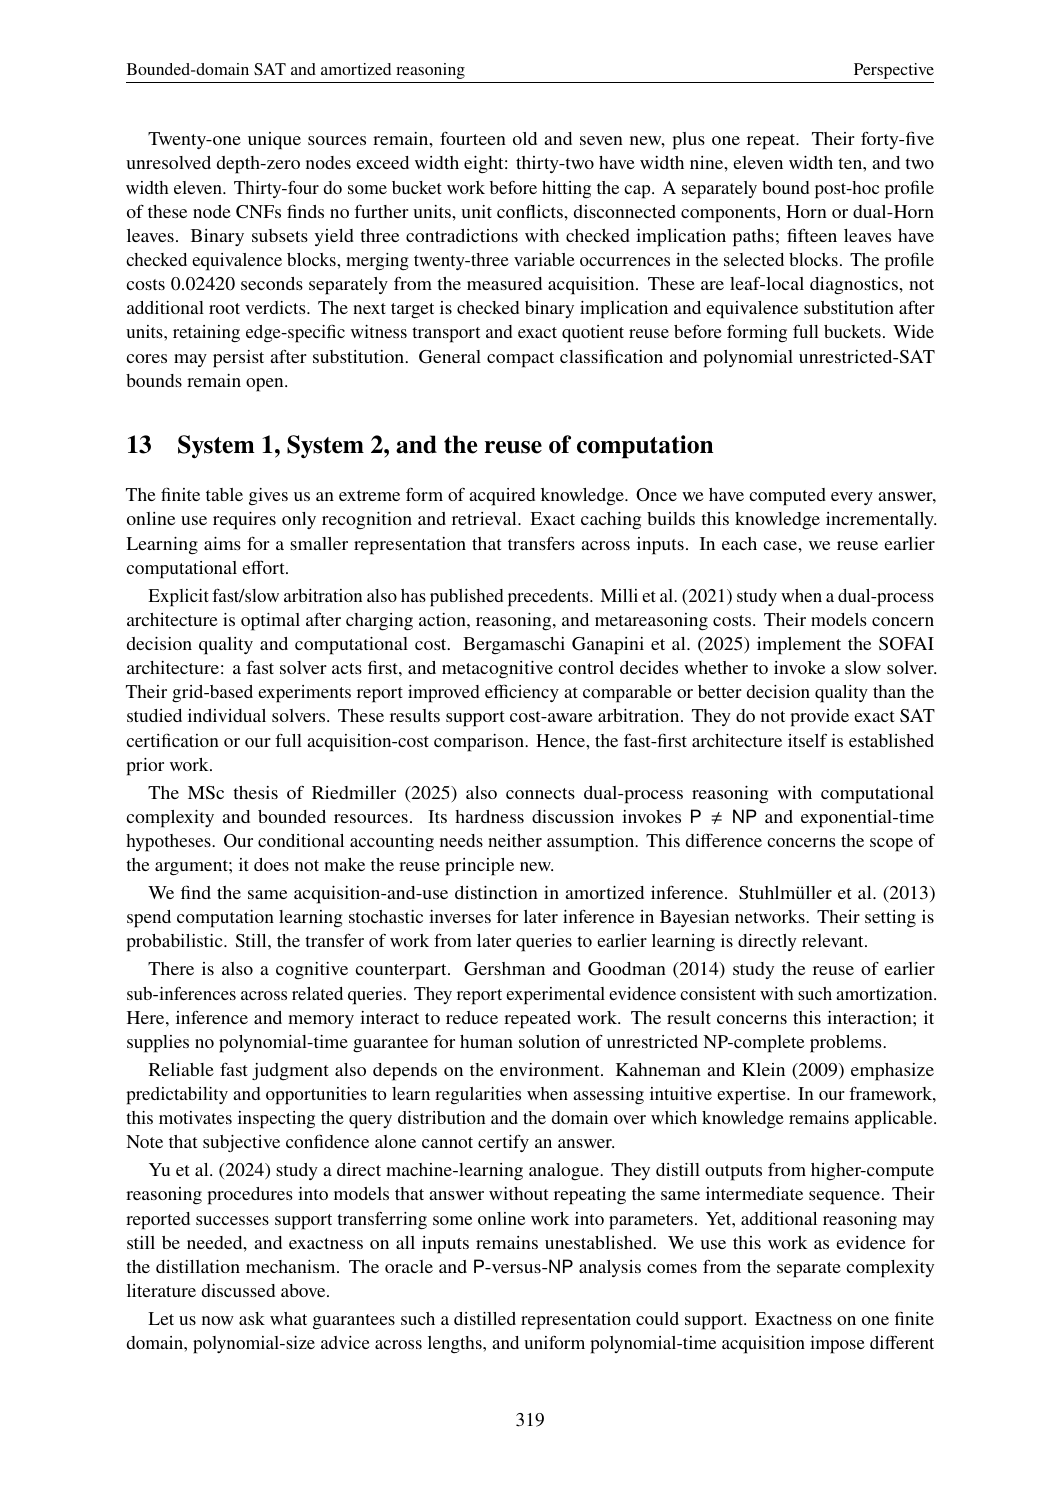 Bounded-domain SAT and amortized reasoning Perspective
Twenty-one unique sources remain, fourteen old and seven new, plus one repeat. Their forty-five
unresolved depth-zero nodes exceed width eight: thirty-two have width nine, eleven width ten, and two
width eleven. Thirty-four do some bucket work before hitting the cap. A separately bound post-hoc profile
of these node CNFs finds no further units, unit conflicts, disconnected components, Horn or dual-Horn
leaves. Binary subsets yield three contradictions with checked implication paths; fifteen leaves have
checked equivalence blocks, merging twenty-three variable occurrences in the selected blocks. The profile
costs 0.02420 seconds separately from the measured acquisition. These are leaf-local diagnostics, not
additional root verdicts. The next target is checked binary implication and equivalence substitution after
units, retaining edge-specific witness transport and exact quotient reuse before forming full buckets. Wide
cores may persist after substitution. General compact classification and polynomial unrestricted-SAT
bounds remain open.
13 System 1, System 2, and the reuse of computation
The finite table gives us an extreme form of acquired knowledge. Once we have computed every answer,
online use requires only recognition and retrieval. Exact caching builds this knowledge incrementally.
Learning aims for a smaller representation that transfers across inputs. In each case, we reuse earlier
computational effort.
Explicit fast/slow arbitration also has published precedents. Milli et al. (2021) study when a dual-process
architecture is optimal after charging action, reasoning, and metareasoning costs. Their models concern
decision quality and computational cost. Bergamaschi Ganapini et al. (2025) implement the SOFAI
architecture: a fast solver acts first, and metacognitive control decides whether to invoke a slow solver.
Their grid-based experiments report improved efficiency at comparable or better decision quality than the
studied individual solvers. These results support cost-aware arbitration. They do not provide exact SAT
certification or our full acquisition-cost comparison. Hence, the fast-first architecture itself is established
prior work.
The MSc thesis of Riedmiller (2025) also connects dual-process reasoning with computational
complexity and bounded resources. Its hardness discussion invokes P ≠ NP and exponential-time
hypotheses. Our conditional accounting needs neither assumption. This difference concerns the scope of
the argument; it does not make the reuse principle new.
We find the same acquisition-and-use distinction in amortized inference. Stuhlmüller et al. (2013)
spend computation learning stochastic inverses for later inference in Bayesian networks. Their setting is
probabilistic. Still, the transfer of work from later queries to earlier learning is directly relevant.
There is also a cognitive counterpart. Gershman and Goodman (2014) study the reuse of earlier
sub-inferences across related queries. They report experimental evidence consistent with such amortization.
Here, inference and memory interact to reduce repeated work. The result concerns this interaction; it
supplies no polynomial-time guarantee for human solution of unrestricted NP-complete problems.
Reliable fast judgment also depends on the environment. Kahneman and Klein (2009) emphasize
predictability and opportunities to learn regularities when assessing intuitive expertise. In our framework,
this motivates inspecting the query distribution and the domain over which knowledge remains applicable.
Note that subjective confidence alone cannot certify an answer.
Yu et al. (2024) study a direct machine-learning analogue. They distill outputs from higher-compute
reasoning procedures into models that answer without repeating the same intermediate sequence. Their
reported successes support transferring some online work into parameters. Yet, additional reasoning may
still be needed, and exactness on all inputs remains unestablished. We use this work as evidence for
the distillation mechanism. The oracle and P-versus-NP analysis comes from the separate complexity
literature discussed above.
Let us now ask what guarantees such a distilled representation could support. Exactness on one finite
domain, polynomial-size advice across lengths, and uniform polynomial-time acquisition impose different
319